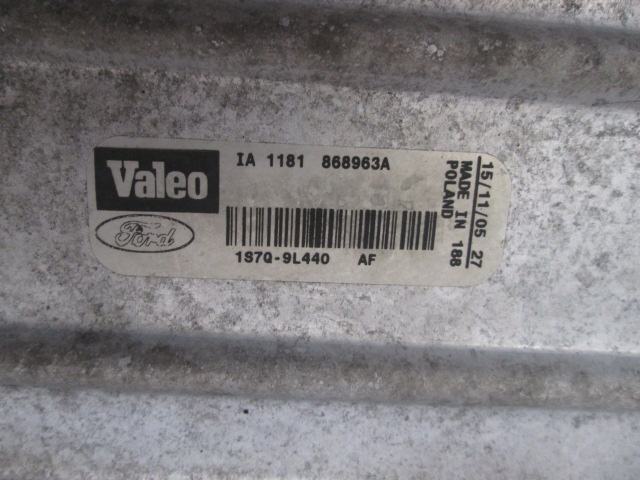 Valeo
IA 1181 868963A
Ford
1S7Q-9L440 AF
15/11/05 27
MADE IN 188
POLAND